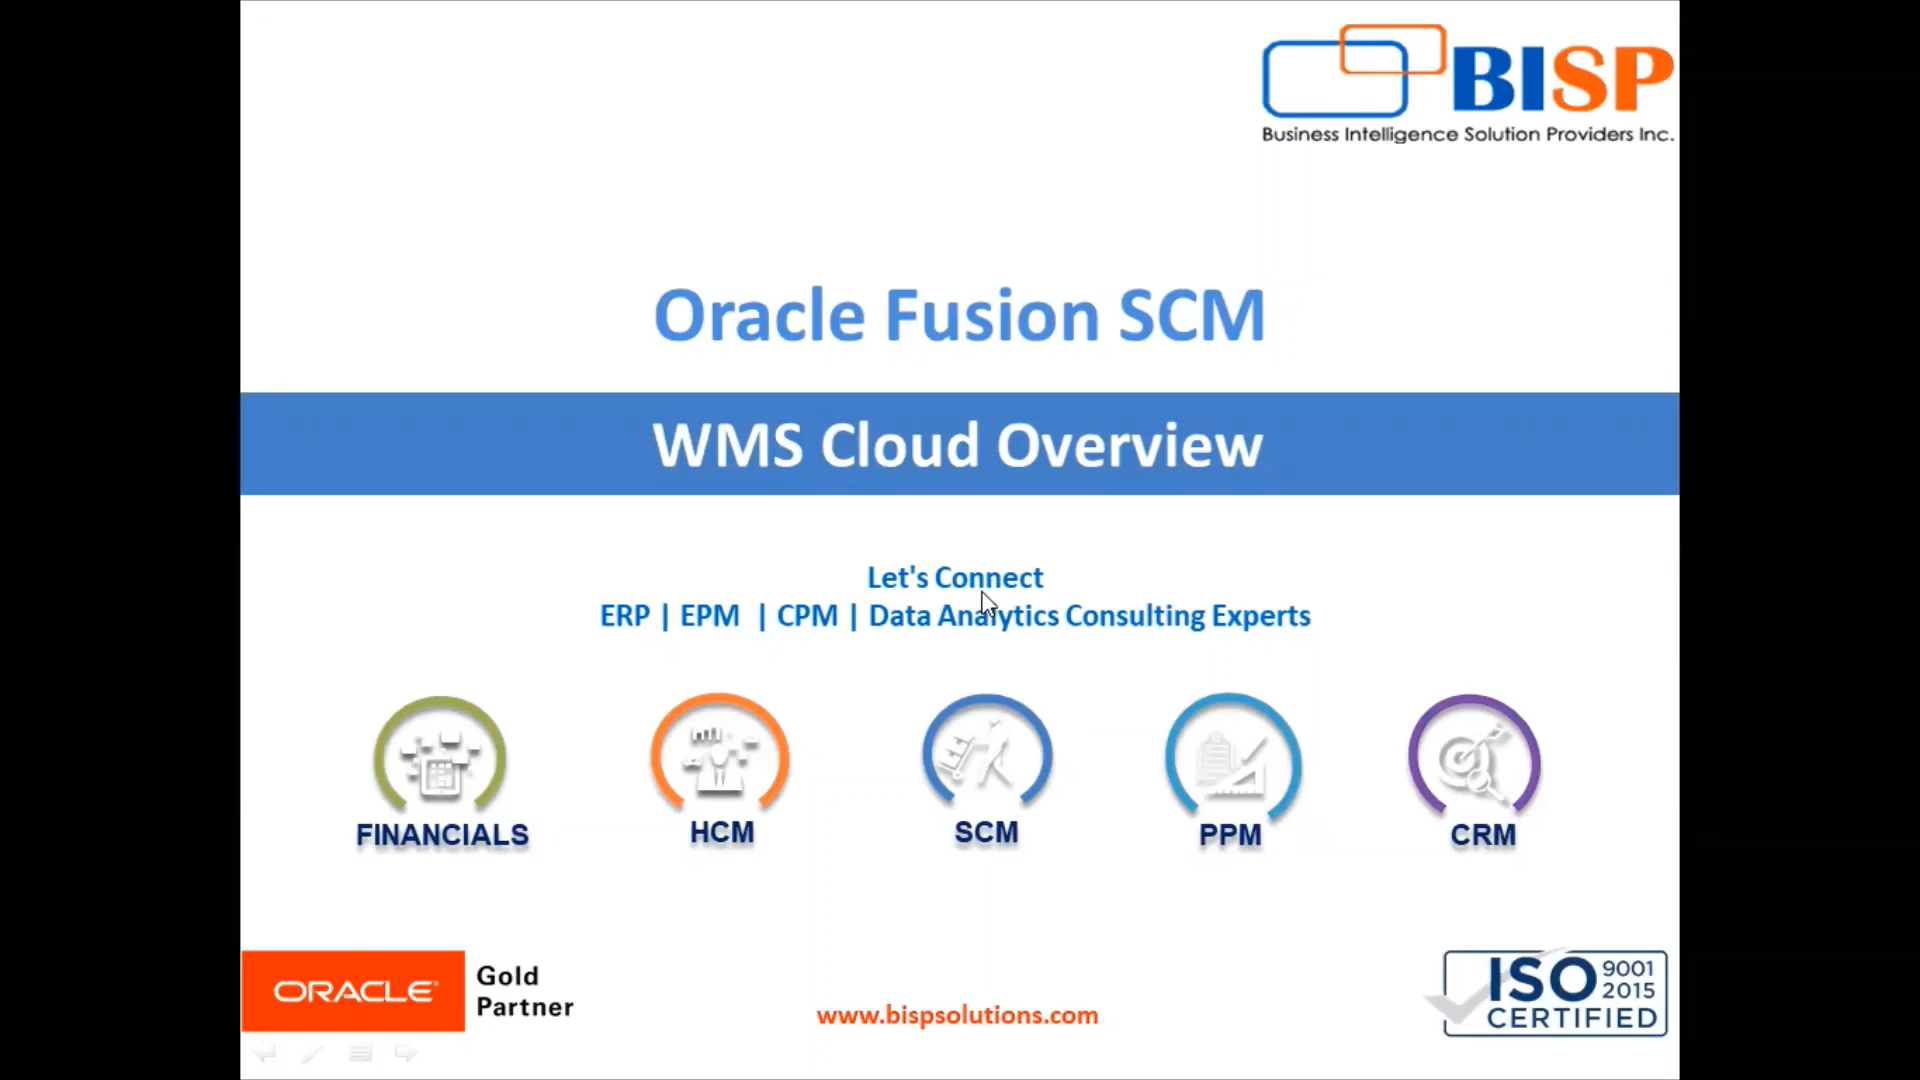 BISP
Business Intelligence Solution Providers Inc.
Oracle Fusion SCM
WMS Cloud Overview
Let's Connect
ERP | EPM | CPM | Data Analytics Consulting Experts
FINANCIALS
HCM
SCM
PPM
CRM
ORACLE®
Gold
Partner
www.bispsolutions.com
ISO 9001
2015
CERTIFIED